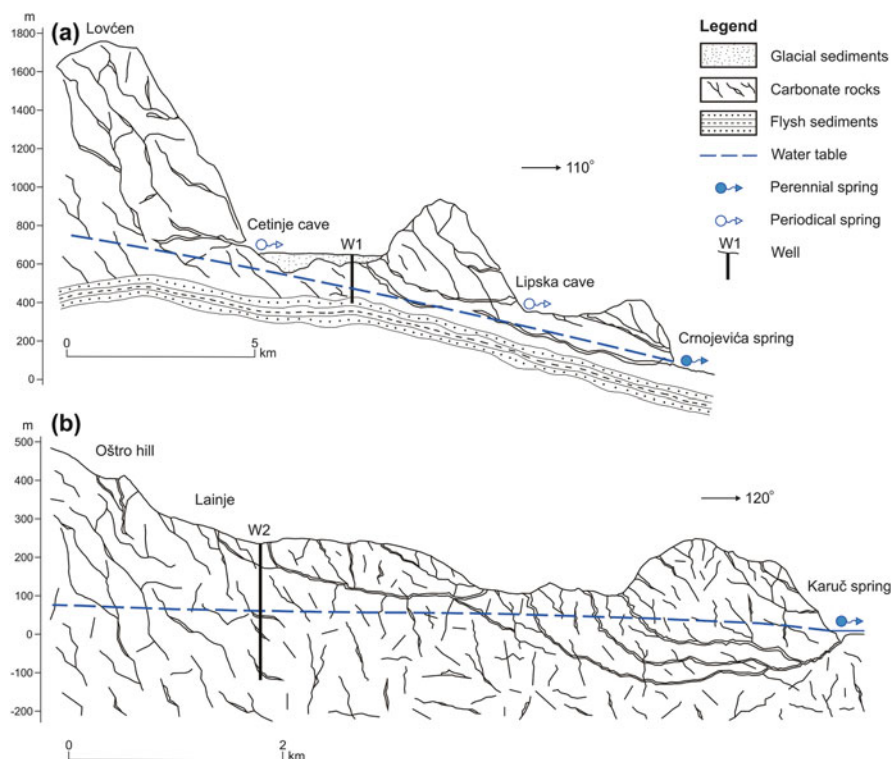 m
(a)
Lovćen
1800
1600
1400
1200
1000
800
600
400
200
0
Cetinje cave
W1
110°
Lipska cave
Crnojevića spring
0
5
km
Legend
Glacial sediments
Carbonate rocks
Flysh sediments
Water table
Perennial spring
Periodical spring
W1
Well
m
(b)
500
400
300
200
100
0
-100
-200
Oštro hill
Lainje
W2
120°
Karuč spring
0
2
km